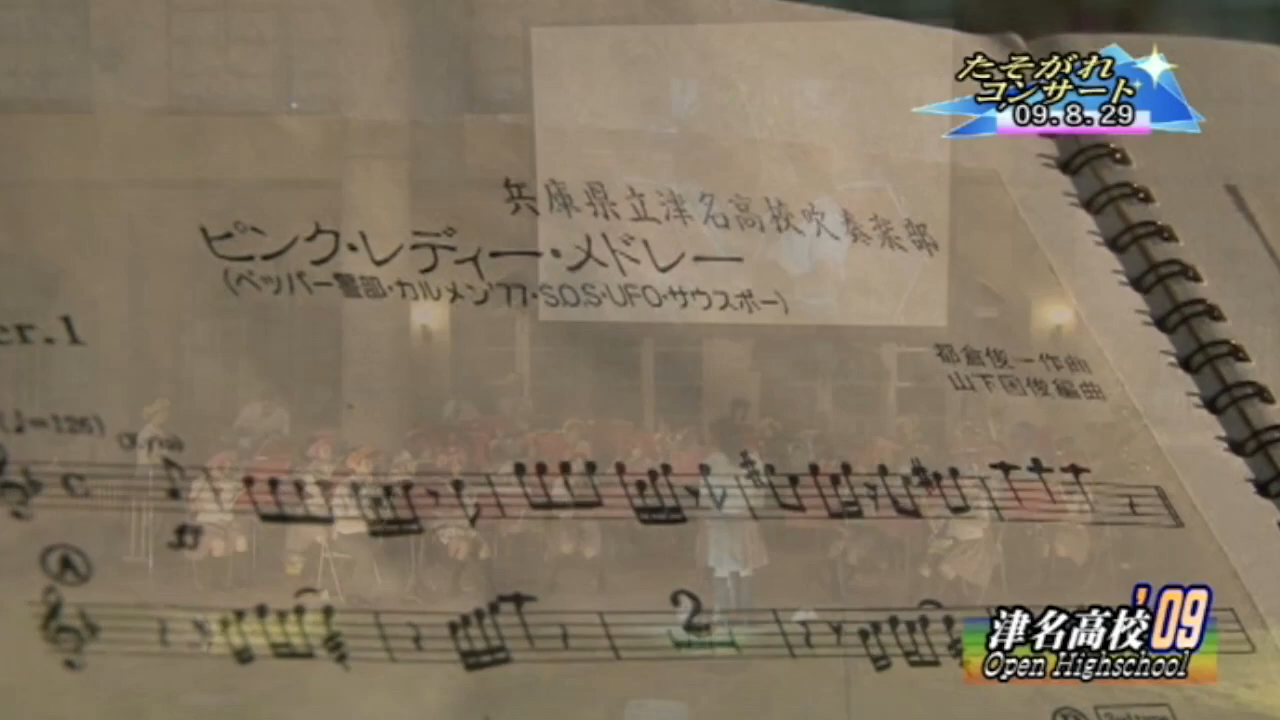 たそがれ
コンサート
09.8.29
兵庫県立津名高校吹奏楽部
ピンク・レディー・メドレー
(ペッパー警部・カルメン'77・S.O.S・UFO・サウスポー)
er.1
都倉俊一作曲
山下国俊編曲
(♩=126)
A
2
津名高校'09
Open Highschool